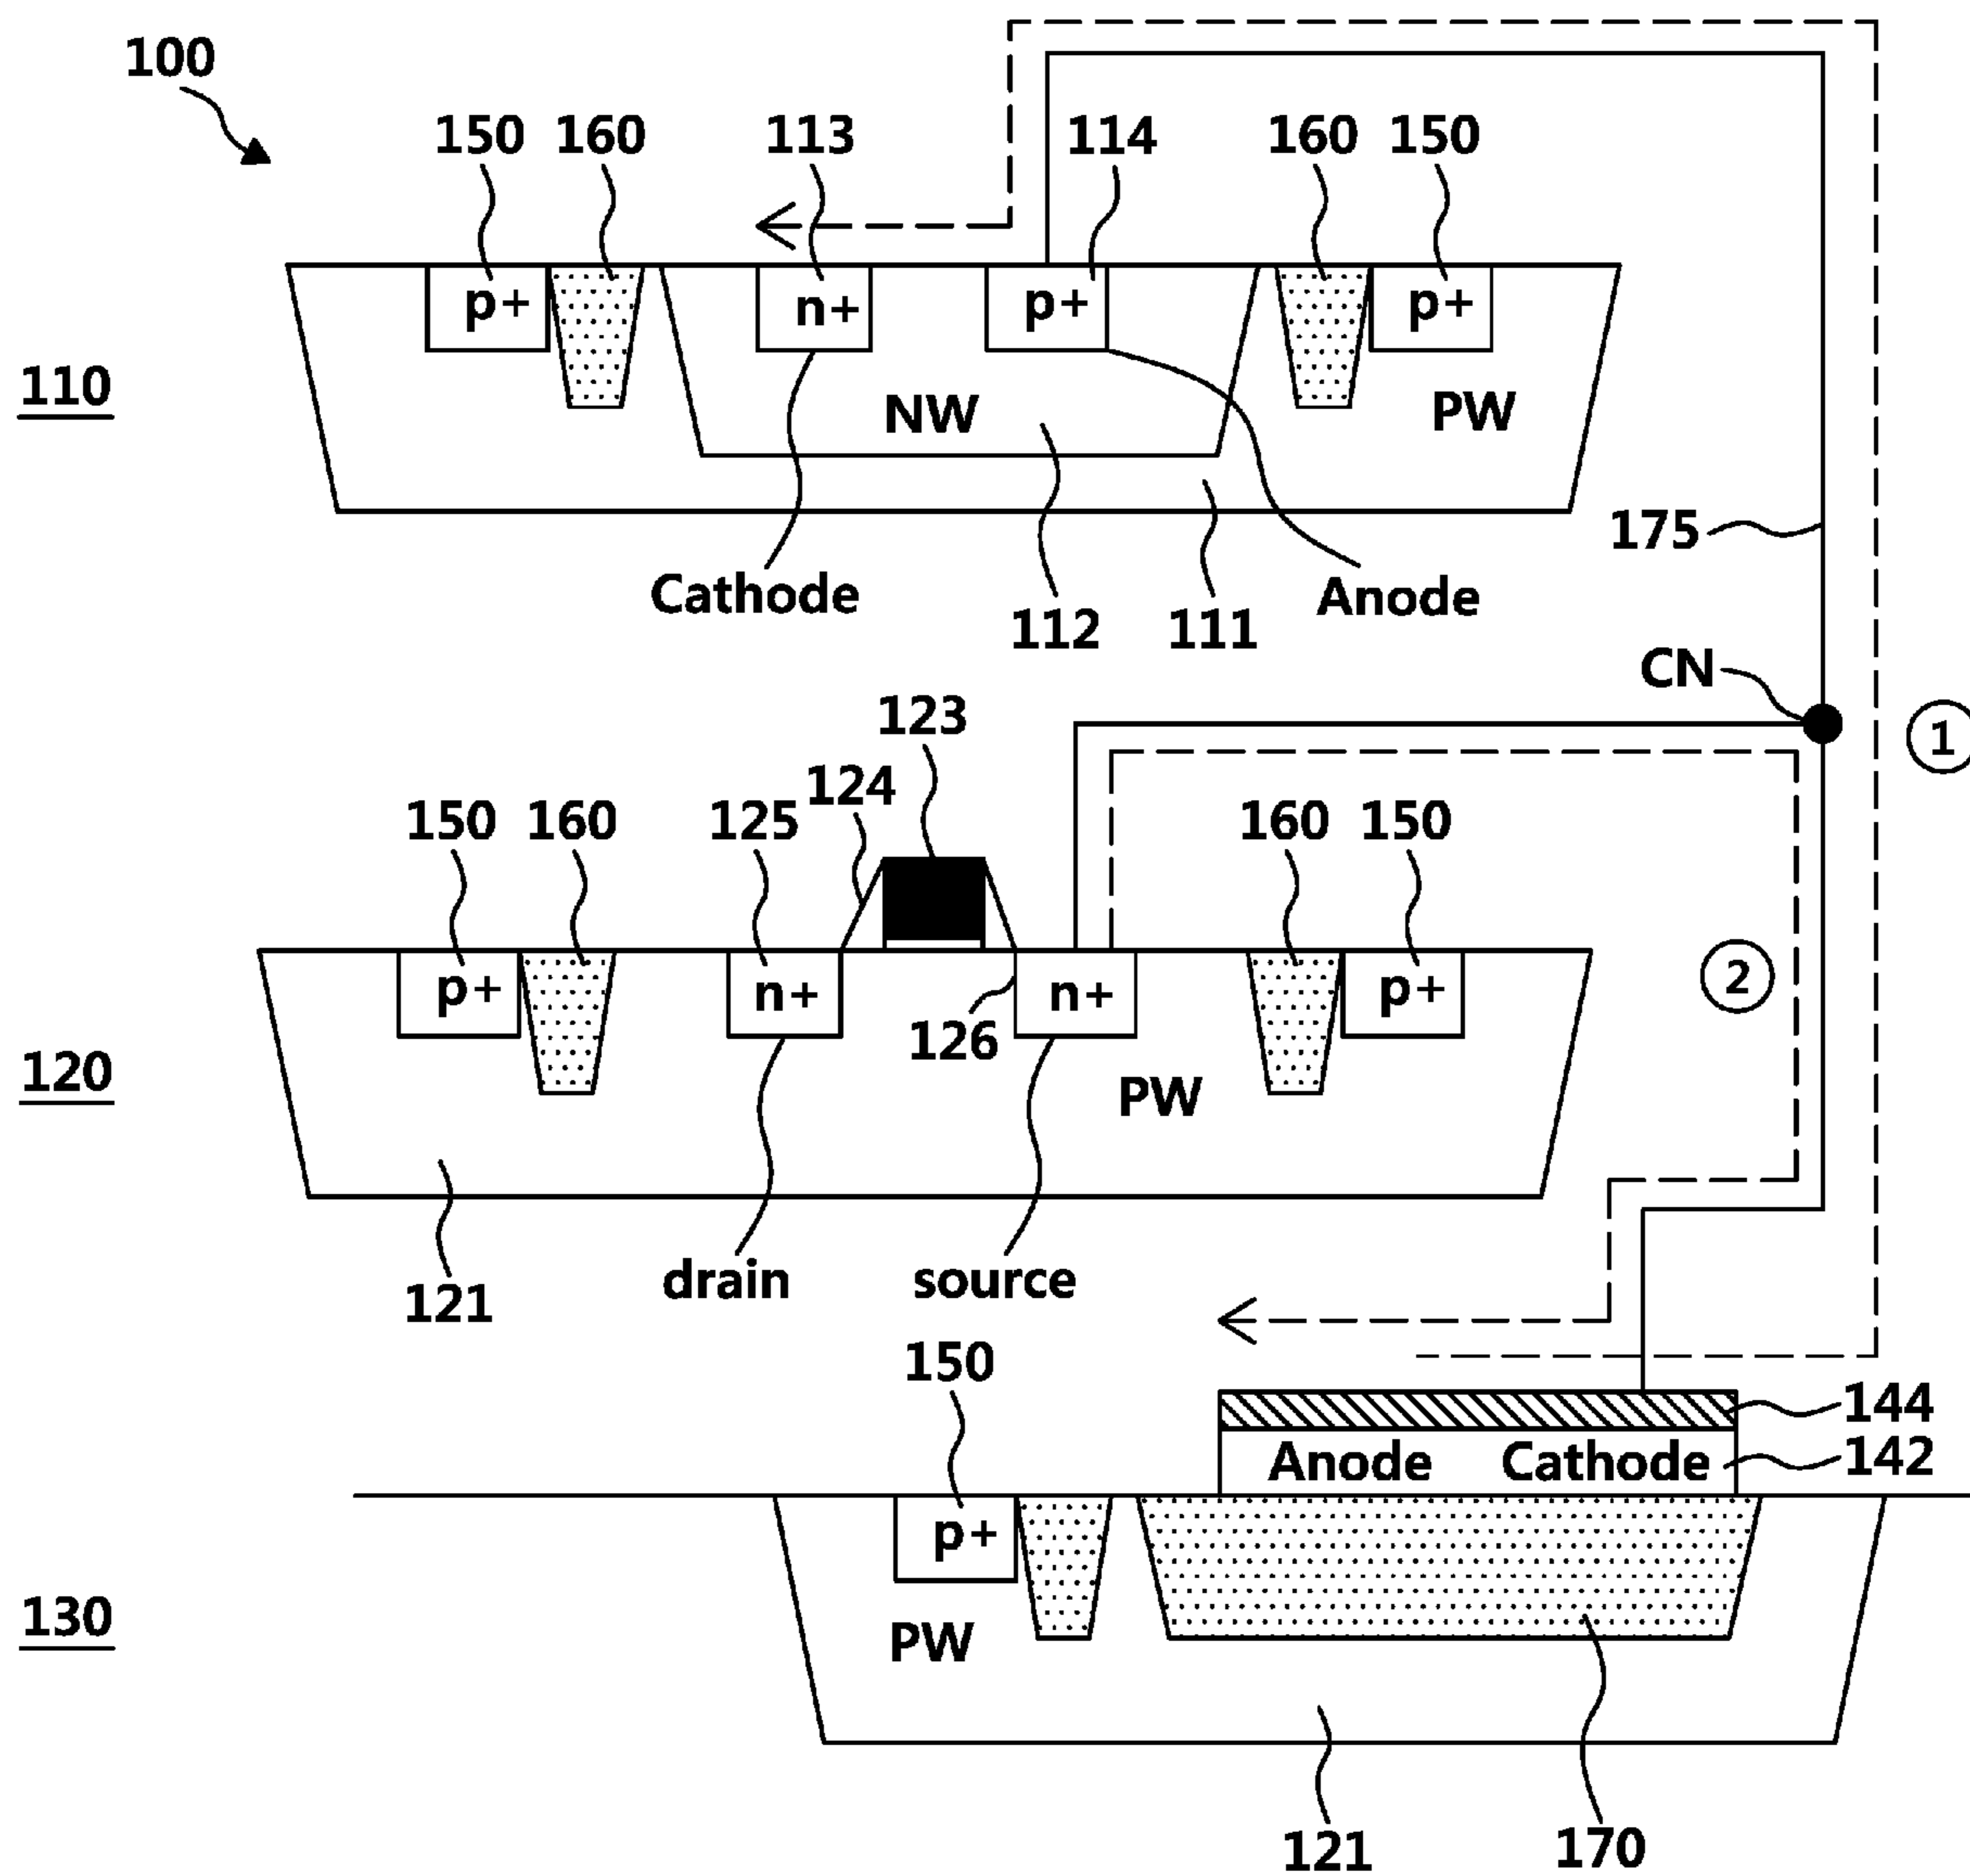 100
150 160 113 114 160 150
p+ n+ p+ p+
110
NW PW
175
Cathode 112 111 Anode
CN
123
1
124
150 160 125 160 150
2
p+ n+ n+ p+
126
120
PW
121 drain source
150
144
Anode Cathode 142
p+
130
PW
121 170